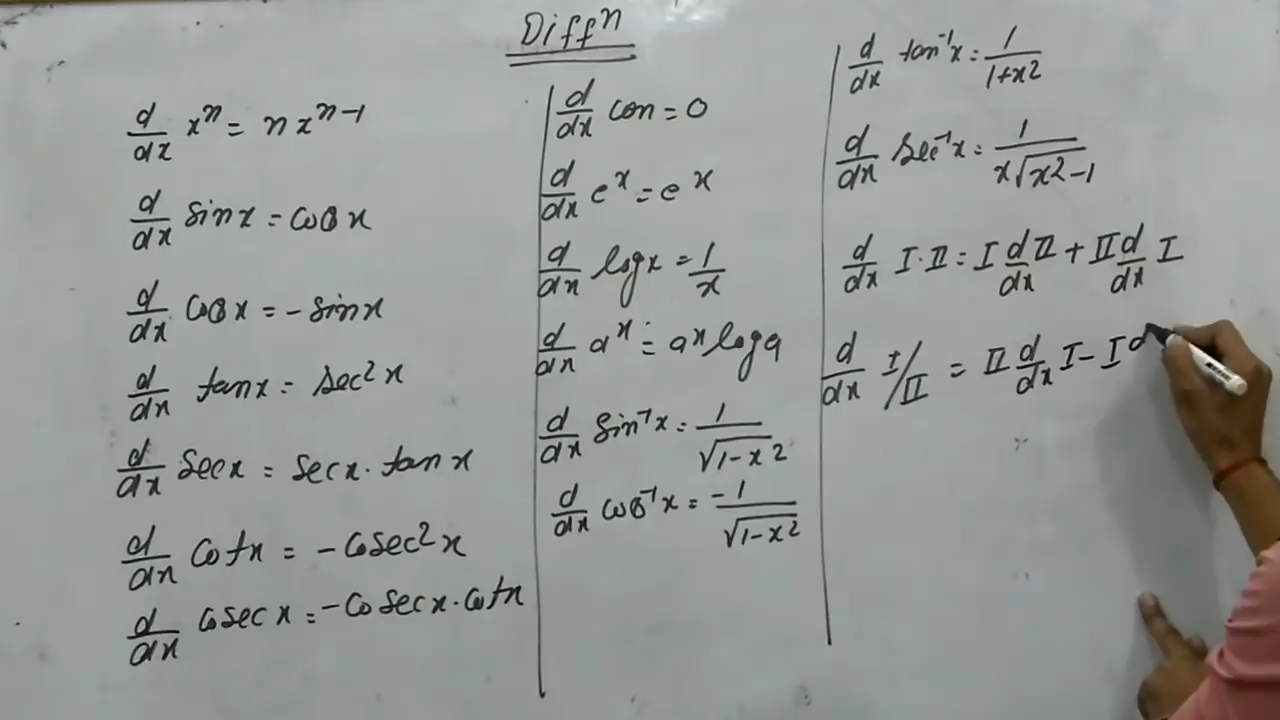 Diffⁿ
d/dx xⁿ = nxⁿ⁻¹
d/dx sinx = cosx
d/dx cosx = -sinx
d/dx tanx = sec²x
d/dx secx = secx·tanx
d/dx cotx = -cosec²x
d/dx cosecx = -cosecx·cotx
d/dx con = 0
d/dx eˣ = eˣ
d/dx logx = 1/x
d/dx aˣ = aˣloga
d/dx sin⁻¹x = 1/√(1-x²)
d/dx cos⁻¹x = -1/√(1-x²)
d/dx tan⁻¹x = 1/(1+x²)
d/dx sec⁻¹x = 1/(x√(x²-1))
d/dx I·II = I d/dx II + II d/dx I
d/dx I/II = II d/dx I - I d